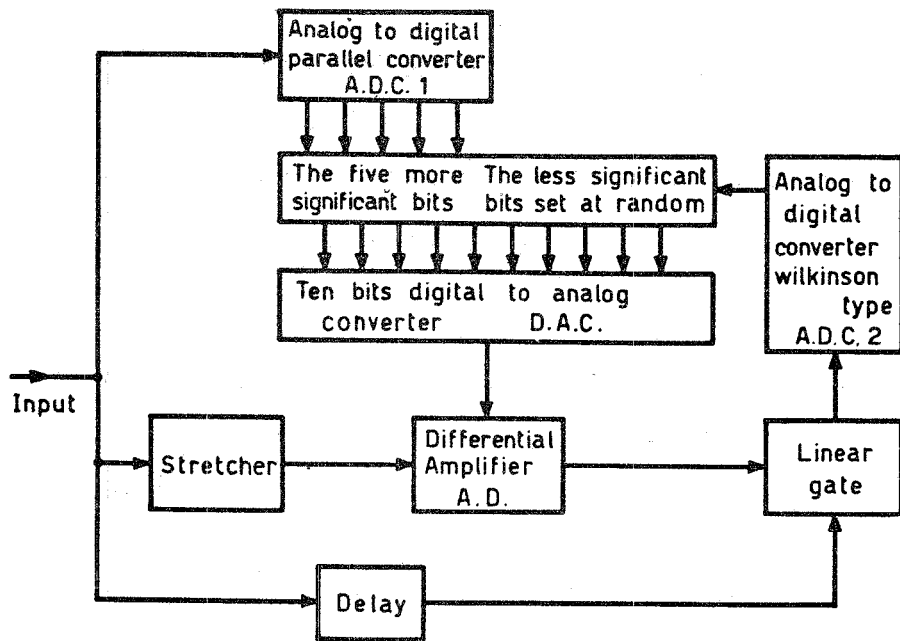 Analog to digital
parallel converter
A.D.C. 1
The five more
significant bits
The less significant
bits set at random
Ten bits digital to analog
converter D.A.C.
Analog to
digital
converter
wilkinson
type
A.D.C. 2
Input
Stretcher
Differential
Amplifier
A.D.
Linear
gate
Delay